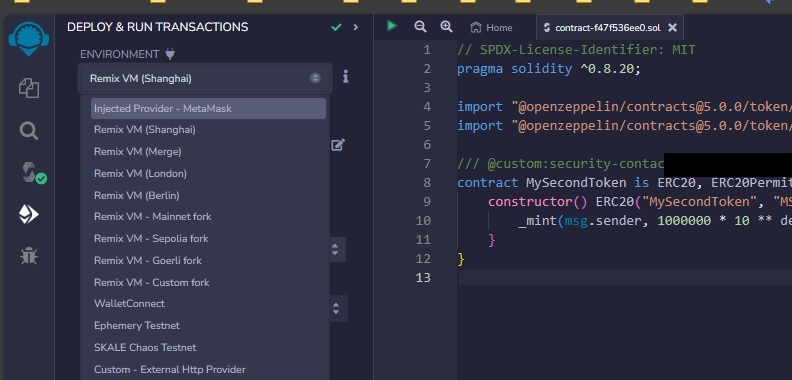 DEPLOY & RUN TRANSACTIONS
ENVIRONMENT
Remix VM (Shanghai)
Injected Provider - MetaMask
Remix VM (Shanghai)
Remix VM (Merge)
Remix VM (London)
Remix VM (Berlin)
Remix VM - Mainnet fork
Remix VM - Sepolia fork
Remix VM - Goerli fork
Remix VM - Custom fork
WalletConnect
Ephemery Testnet
SKALE Chaos Testnet
Custom - External Http Provider
Home
contract-f47f536ee0.sol
1 // SPDX-License-Identifier: MIT
2 pragma solidity ^0.8.20;
3
4 import "@openzeppelin/contracts@5.0.0/token/
5 import "@openzeppelin/contracts@5.0.0/token/
6
7 /// @custom:security-contac
8 contract MySecondToken is ERC20, ERC20Permit
9 constructor() ERC20("MySecondToken", "MS
10 _mint(msg.sender, 1000000 * 10 ** de
11 }
12 }
13